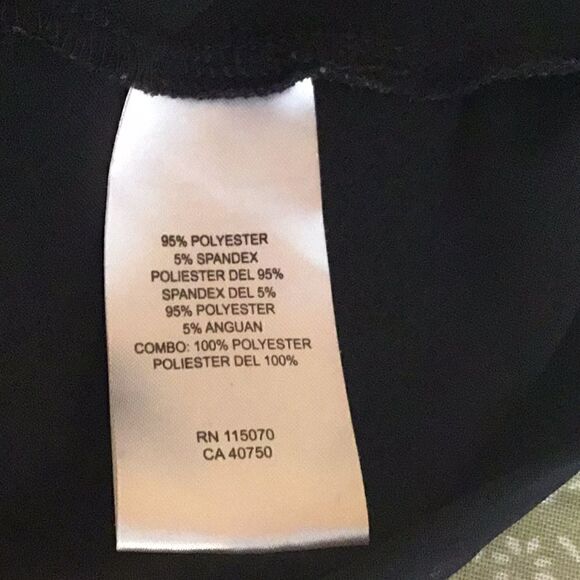 95% POLYESTER
5% SPANDEX
POLIESTER DEL 95%
SPANDEX DEL 5%
95% POLYESTER
5% ANGUAN
COMBO: 100% POLYESTER
POLIESTER DEL 100%
RN 115070
CA 40750